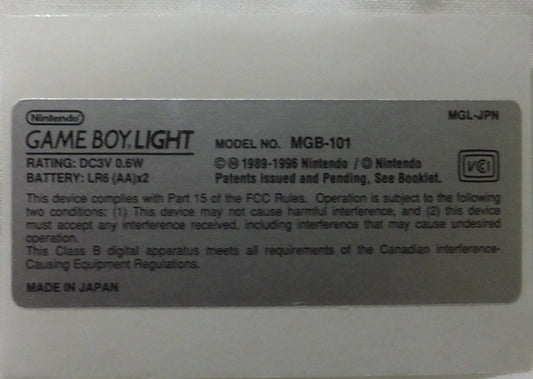 Nintendo
MGL-JPN
GAME BOY LIGHT MODEL NO. MGB-101
RATING: DC3V 0.6W © Ⓜ 1989-1996 Nintendo / Ⓓ Nintendo
BATTERY: LR6 (AA)x2 Patents issued and Pending, See Booklet.
VCI
This device complies with Part 15 of the FCC Rules. Operation is subject to the following
two conditions: (1) This device may not cause harmful interference, and (2) this device
must accept any interference received, including interference that may cause undesired
operation.
This Class B digital apparatus meets all requirements of the Canadian Interference-
Causing Equipment Regulations.
MADE IN JAPAN